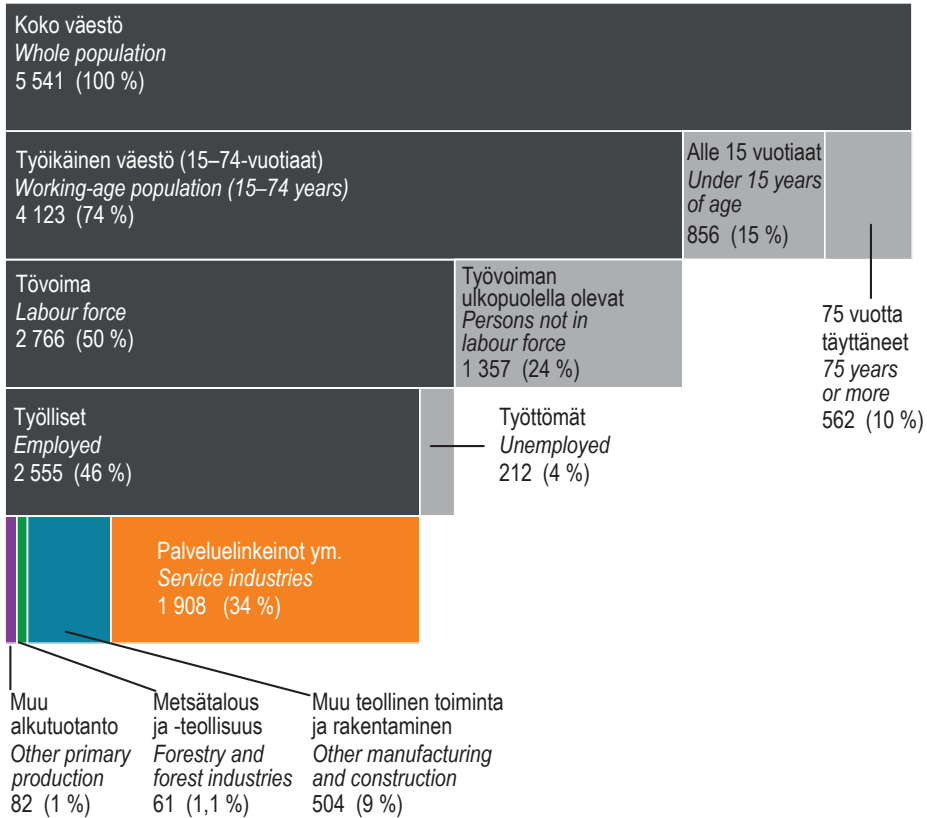 Koko väestö
Whole population
5 541 (100 %)
Työikäinen väestö (15–74-vuotiaat)
Working-age population (15–74 years)
4 123 (74 %)
Alle 15 vuotiaat
Under 15 years
of age
856 (15 %)
75 vuotta
täyttäneet
75 years
or more
562 (10 %)
Tövoima
Labour force
2 766 (50 %)
Työvoiman
ulkopuolella olevat
Persons not in
labour force
1 357 (24 %)
Työlliset
Employed
2 555 (46 %)
Työttömät
Unemployed
212 (4 %)
Palveluelinkeinot ym.
Service industries
1 908 (34 %)
Muu
alkutuotanto
Other primary
production
82 (1 %)
Metsätalous
ja -teollisuus
Forestry and
forest industries
61 (1,1 %)
Muu teollinen toiminta
ja rakentaminen
Other manufacturing
and construction
504 (9 %)